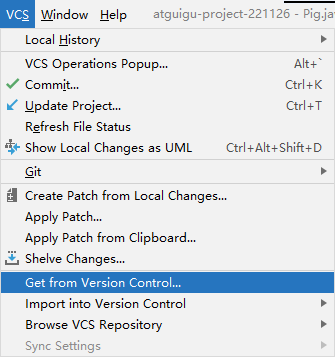 VCS Window Help atguigu-project-221126 - Pig.jav
Local History
VCS Operations Popup... Alt+`
Commit... Ctrl+K
Update Project... Ctrl+T
Refresh File Status
Show Local Changes as UML Ctrl+Alt+Shift+D
Git
Create Patch from Local Changes...
Apply Patch...
Apply Patch from Clipboard...
Shelve Changes...
Get from Version Control...
Import into Version Control
Browse VCS Repository
Sync Settings